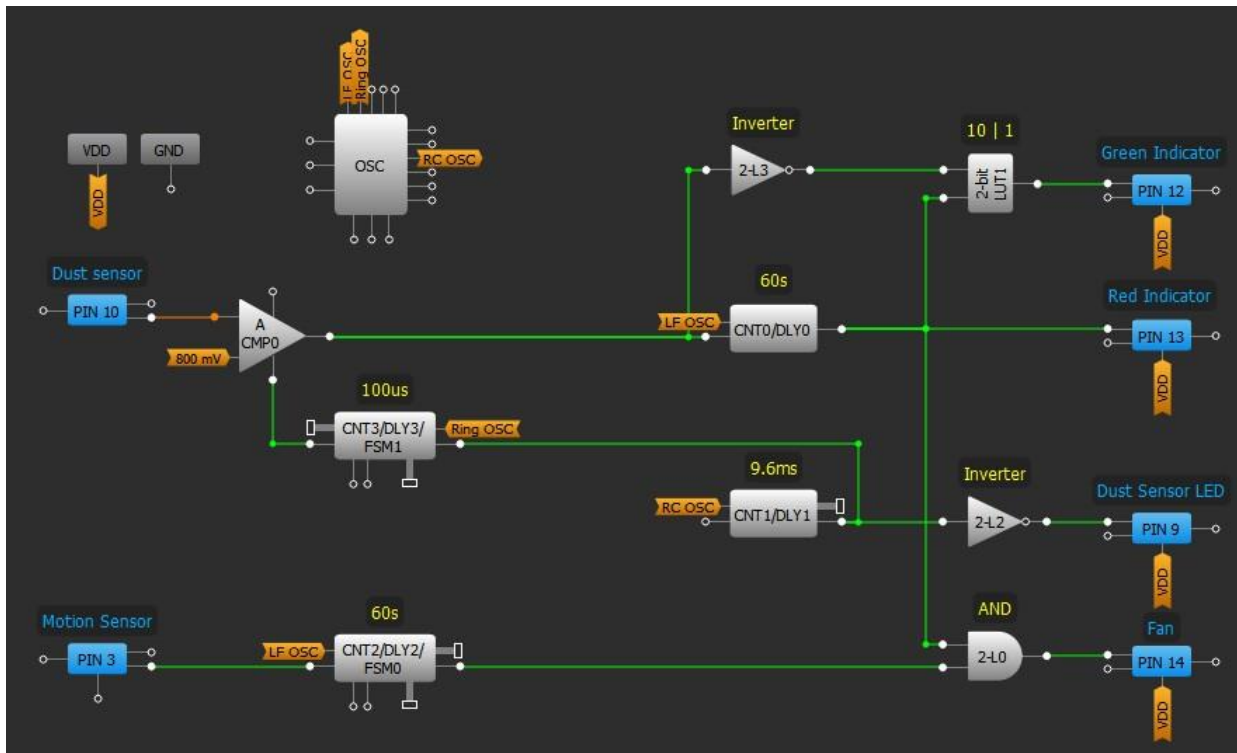 LF OSC
Ring OSC
VDD
GND
OSC
RC OSC
VDD
Inverter
2-L3
10 | 1
2-bit
LUT1
Green Indicator
PIN 12
VDD
Dust sensor
PIN 10
A
CMP0
800 mV
60s
LF OSC
CNT0/DLY0
Red Indicator
PIN 13
VDD
100us
CNT3/DLY3/
FSM1
Ring OSC
9.6ms
RC OSC
CNT1/DLY1
Inverter
2-L2
Dust Sensor LED
PIN 9
VDD
Motion Sensor
PIN 3
60s
LF OSC
CNT2/DLY2/
FSM0
AND
2-L0
Fan
PIN 14
VDD